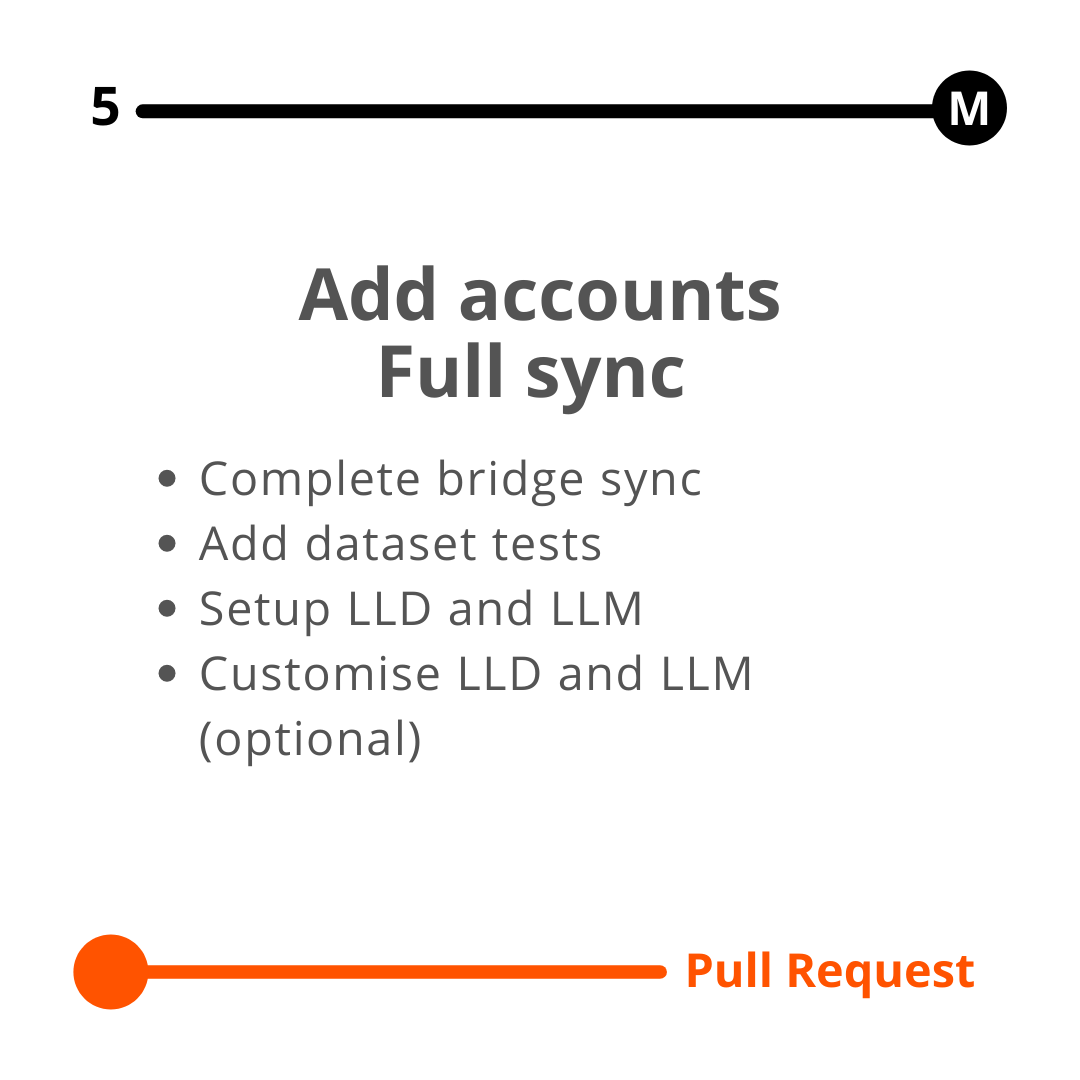 5
M
Add accounts
Full sync
• Complete bridge sync
• Add dataset tests
• Setup LLD and LLM
• Customise LLD and LLM
(optional)
Pull Request